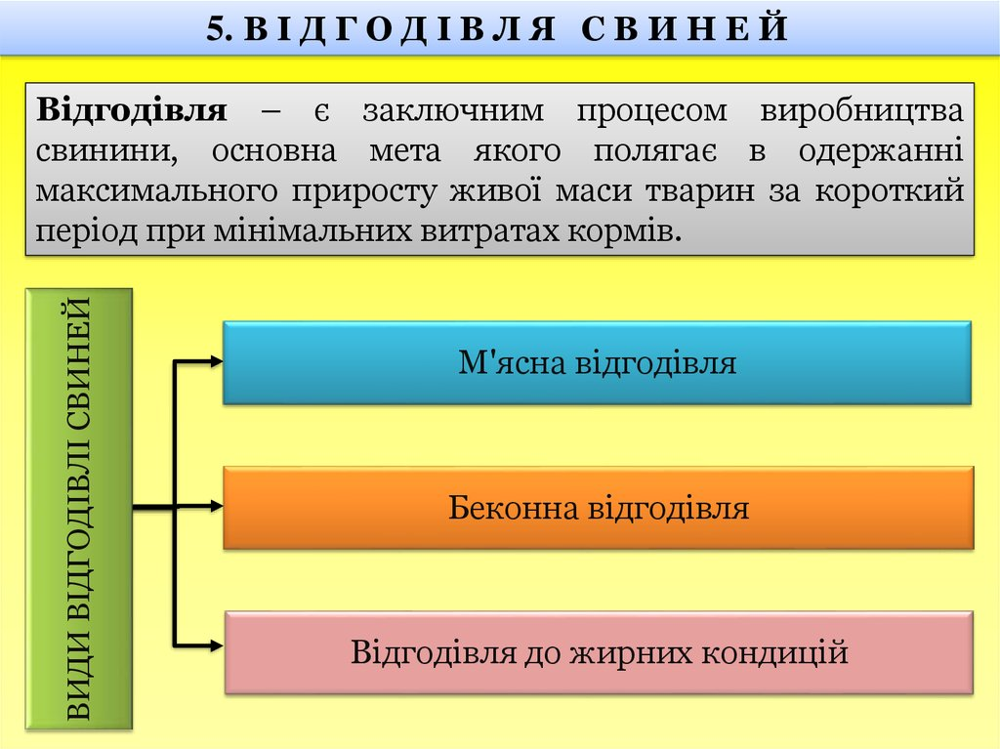 5. В І Д Г О Д І В Л Я С В И Н Е Й
Відгодівля – є заключним процесом виробництва
свинини, основна мета якого полягає в одержанні
максимального приросту живої маси тварин за короткий
період при мінімальних витратах кормів.
ВИДИ ВІДГОДІВЛІ СВИНЕЙ
М'ясна відгодівля
Беконна відгодівля
Відгодівля до жирних кондицій